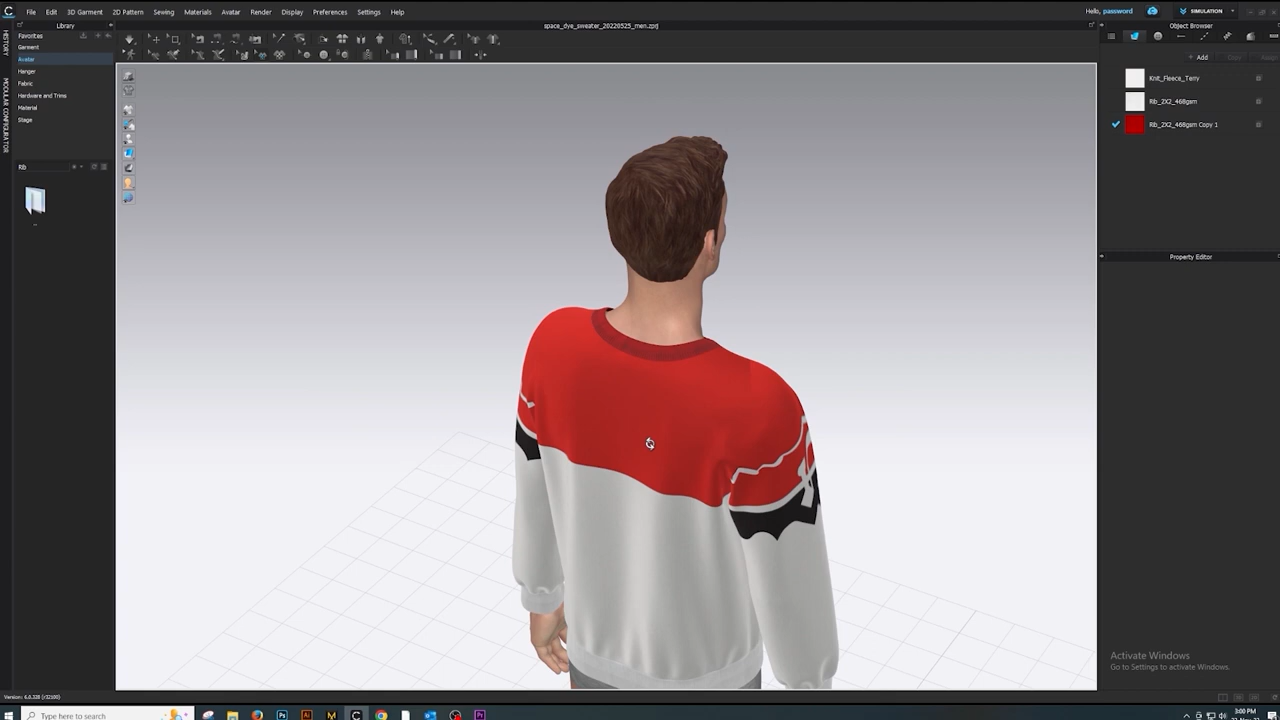 File Edit 3D Garment 2D Pattern Sewing Materials Avatar Render Display Preferences Settings Help
Hello, password
SIMULATION
Library
space_dye_sweater_20220525_men.zprj
Object Browser
HISTORY
MODULAR CONFIGURATOR
Favorites
Garment
Avatar
Hanger
Fabric
Hardware and Trims
Material
Stage
Rib
..
+ Add
Copy
Knit_Fleece_Terry
Rib_2X2_468gsm
Rib_2X2_468gsm Copy 1
Property Editor
Activate Windows
Go to Settings to activate Windows.
Type here to search
3:00 PM